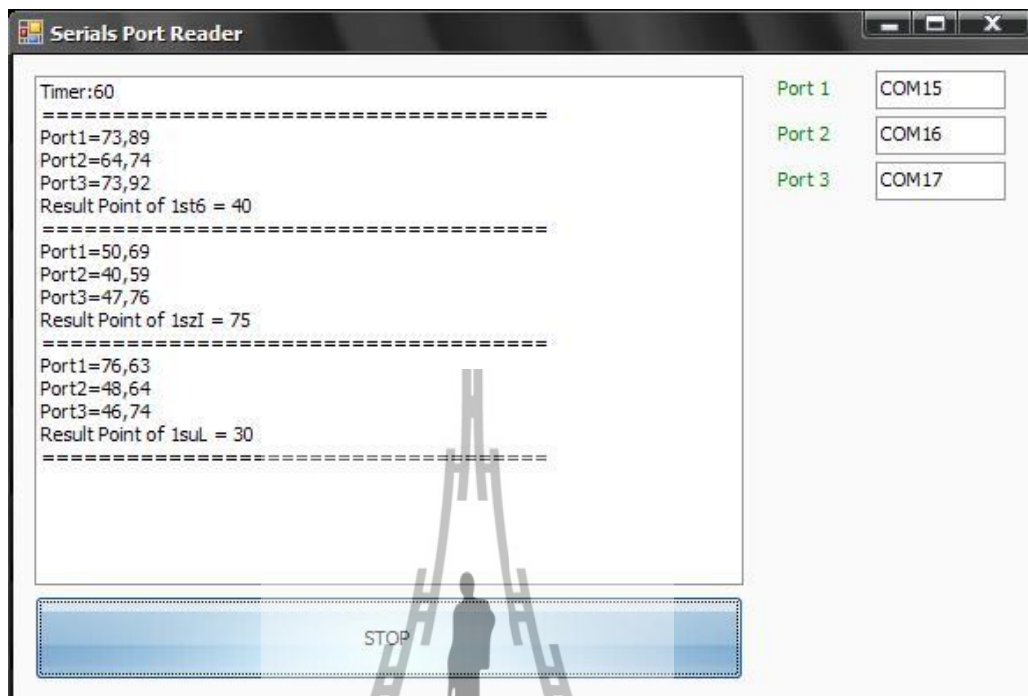 Serials Port Reader
Timer:60
====================================
Port1=73,89
Port2=64,74
Port3=73,92
Result Point of 1st6 = 40
====================================
Port1=50,69
Port2=40,59
Port3=47,76
Result Point of 1szI = 75
====================================
Port1=76,63
Port2=48,64
Port3=46,74
Result Point of 1suL = 30
====================================
STOP
Port 1 COM15
Port 2 COM16
Port 3 COM17